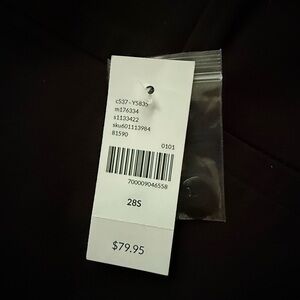 c537 - Y5835
m176334
s1133422
sku601113984
81590
0101
700009046558
28S
$79.95